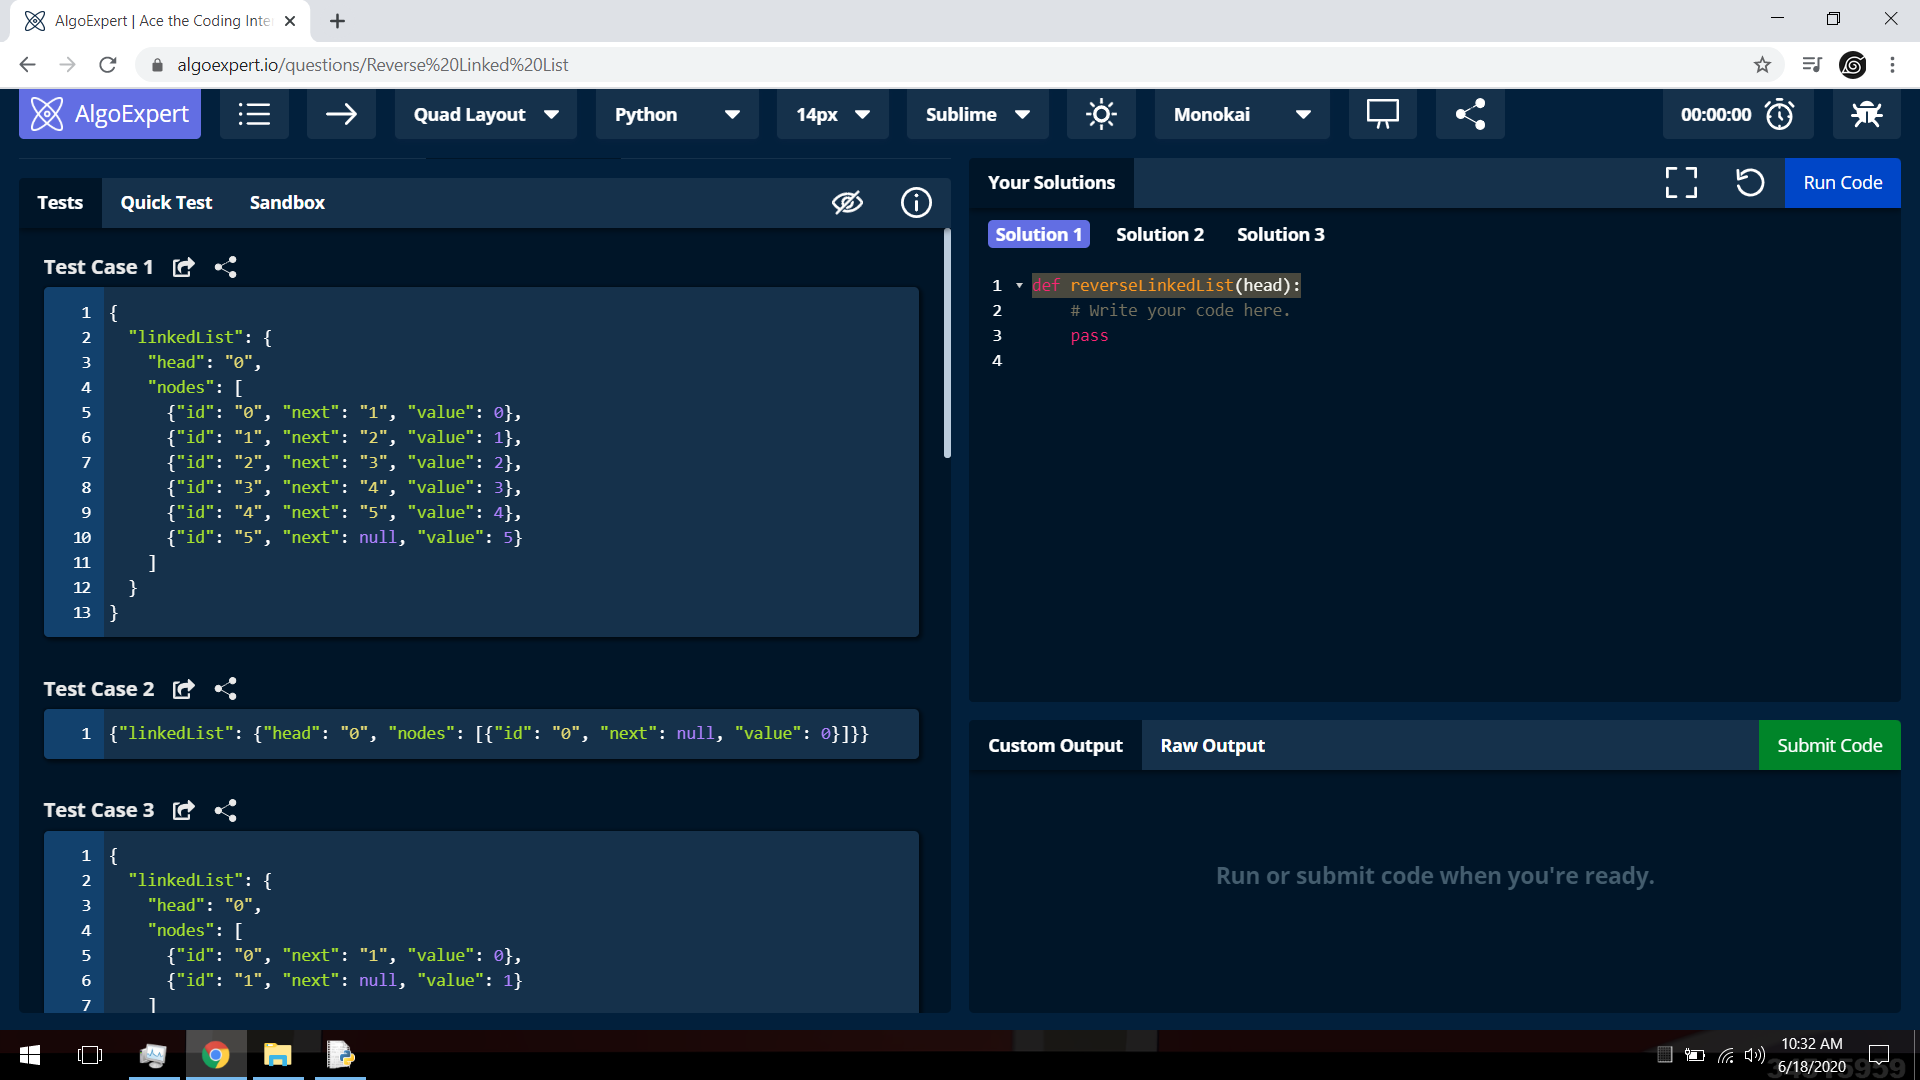 AlgoExpert | Ace the Coding Inte
algoexpert.io/questions/Reverse%20Linked%20List
AlgoExpert
Quad Layout
Python
14px
Sublime
Monokai
00:00:00
Tests
Quick Test
Sandbox
Test Case 1
1 {
2 "linkedList": {
3 "head": "0",
4 "nodes": [
5 {"id": "0", "next": "1", "value": 0},
6 {"id": "1", "next": "2", "value": 1},
7 {"id": "2", "next": "3", "value": 2},
8 {"id": "3", "next": "4", "value": 3},
9 {"id": "4", "next": "5", "value": 4},
10 {"id": "5", "next": null, "value": 5}
11 ]
12 }
13 }
Test Case 2
1 {"linkedList": {"head": "0", "nodes": [{"id": "0", "next": null, "value": 0}]}}
Test Case 3
1 {
2 "linkedList": {
3 "head": "0",
4 "nodes": [
5 {"id": "0", "next": "1", "value": 0},
6 {"id": "1", "next": null, "value": 1}
7 ]
Your Solutions
Run Code
Solution 1
Solution 2
Solution 3
1 def reverseLinkedList(head):
2 # Write your code here.
3 pass
4
Custom Output
Raw Output
Submit Code
Run or submit code when you're ready.
10:32 AM
6/18/2020